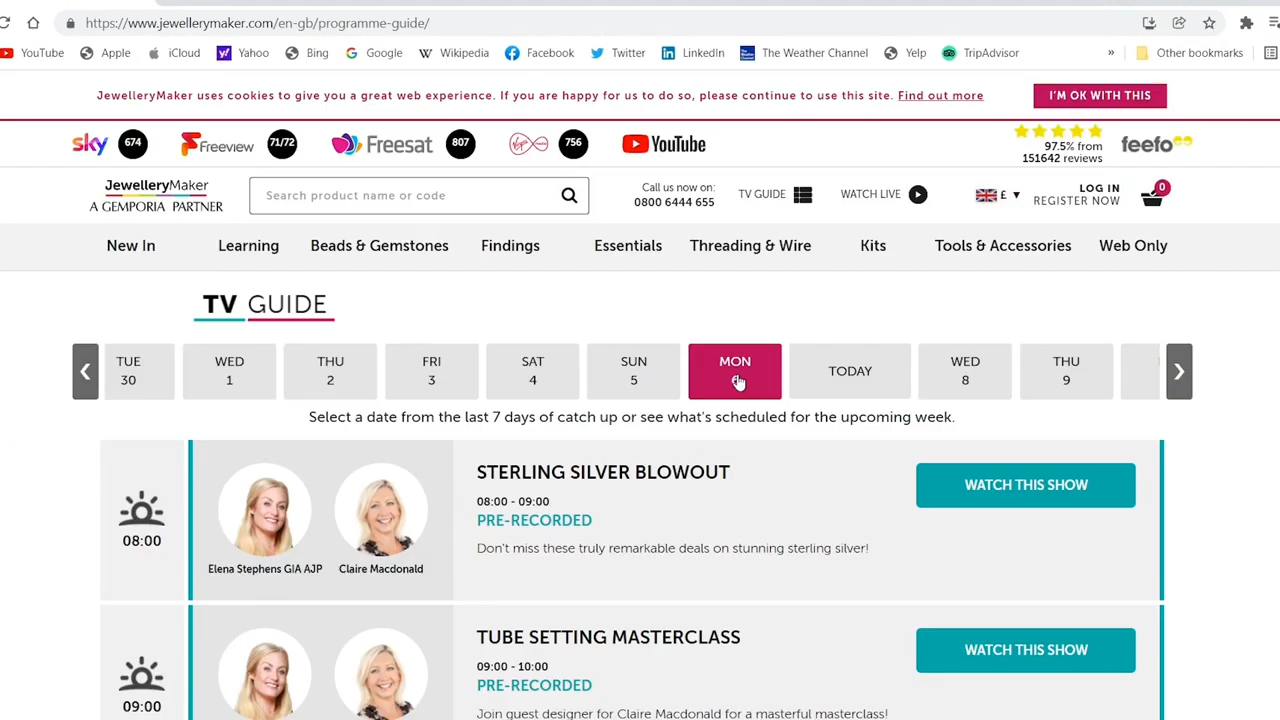 https://www.jewellerymaker.com/en-gb/programme-guide/
YouTube Apple iCloud Yahoo Bing Google Wikipedia Facebook Twitter LinkedIn The Weather Channel Yelp TripAdvisor » Other bookmarks
JewelleryMaker uses cookies to give you a great web experience. If you are happy for us to do so, please continue to use this site. Find out more I'M OK WITH THIS
sky 674 Freeview 71/72 Freesat 807 756 YouTube 97.5% from feefo
151642 reviews
JewelleryMaker
A GEMPORIA PARTNER
Search product name or code
Call us now on:
0800 6444 655
TV GUIDE
WATCH LIVE
£ ▼
LOG IN
REGISTER NOW
0
New In Learning Beads & Gemstones Findings Essentials Threading & Wire Kits Tools & Accessories Web Only
TV GUIDE
TUE WED THU FRI SAT SUN MON TODAY WED THU
30 1 2 3 4 5 8 9
Select a date from the last 7 days of catch up or see what's scheduled for the upcoming week.
08:00
Elena Stephens GIA AJP Claire Macdonald
STERLING SILVER BLOWOUT
08:00 - 09:00
PRE-RECORDED
Don't miss these truly remarkable deals on stunning sterling silver!
WATCH THIS SHOW
09:00
TUBE SETTING MASTERCLASS
09:00 - 10:00
PRE-RECORDED
Join guest designer for Claire Macdonald for a masterful masterclass!
WATCH THIS SHOW